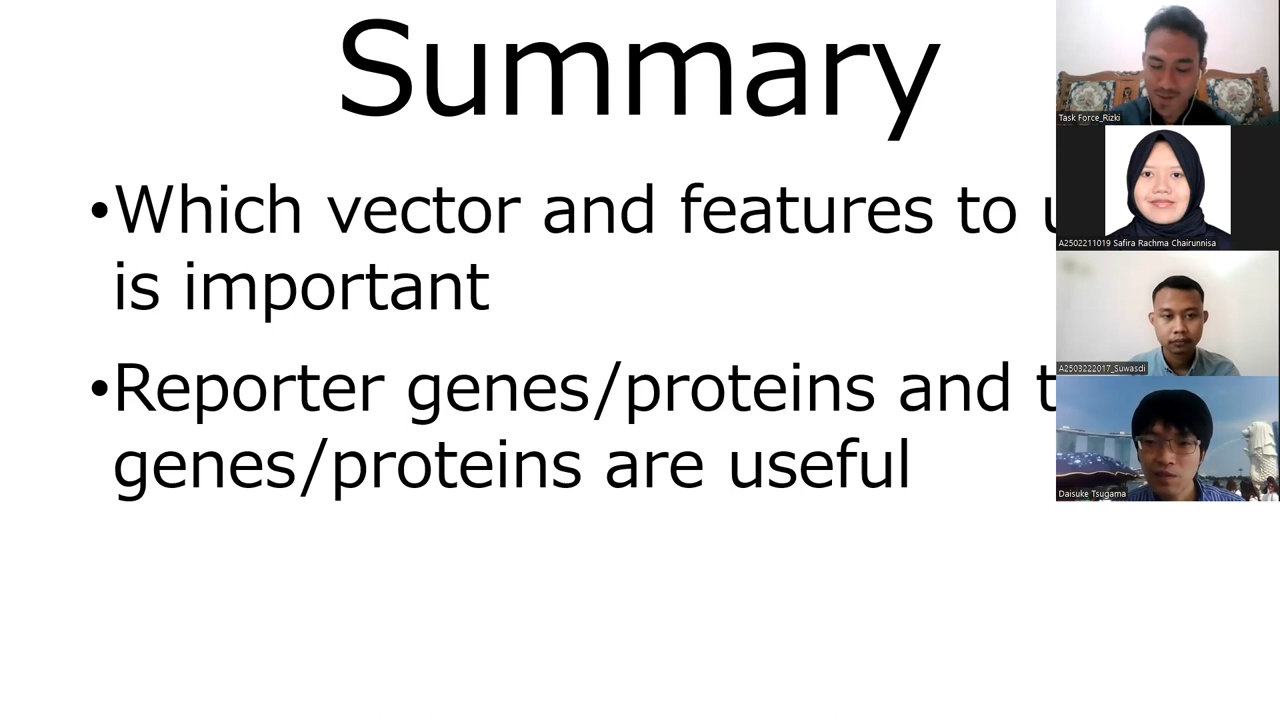 Summary
•Which vector and features to
is important
•Reporter genes/proteins and
genes/proteins are useful
Task Force_Rizki
A2502211019 Safira Rachma Chairunnisa
A2503222017_Suwasdi
Daisuke Tsugama